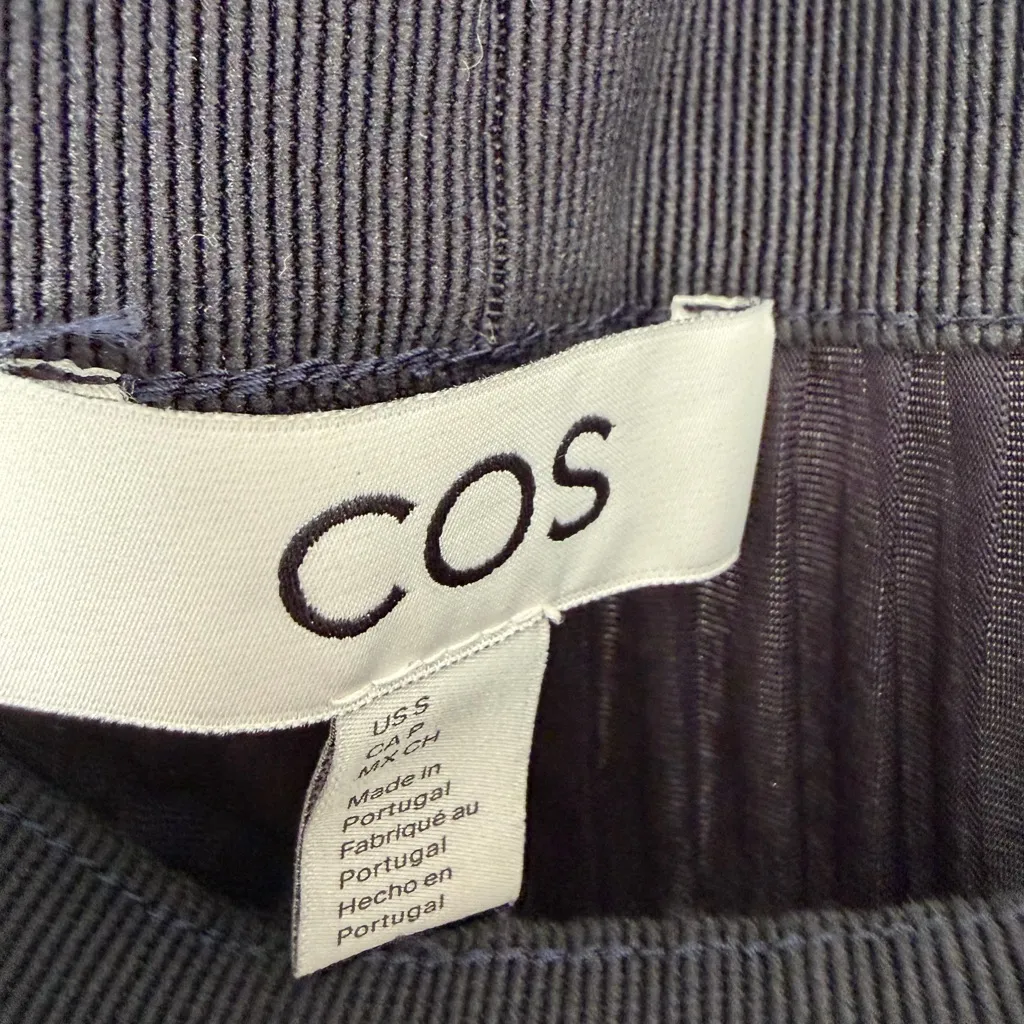 COS
US S
CA P
MX CH
Made in
Portugal
Fabriqué au
Portugal
Hecho en
Portugal